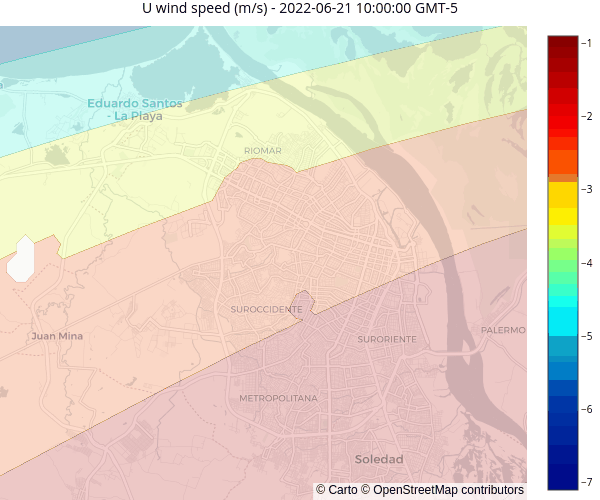 U wind speed (m/s) - 2022-06-21 10:00:00 GMT-5
−1
−2
−3
−4
−5
−6
−7
Eduardo Santos
- La Playa
RIOMAR
SUROCCIDENTE
Juan Mina
PALERMO
SURORIENTE
METROPOLITANA
Soledad
© Carto © OpenStreetMap contributors